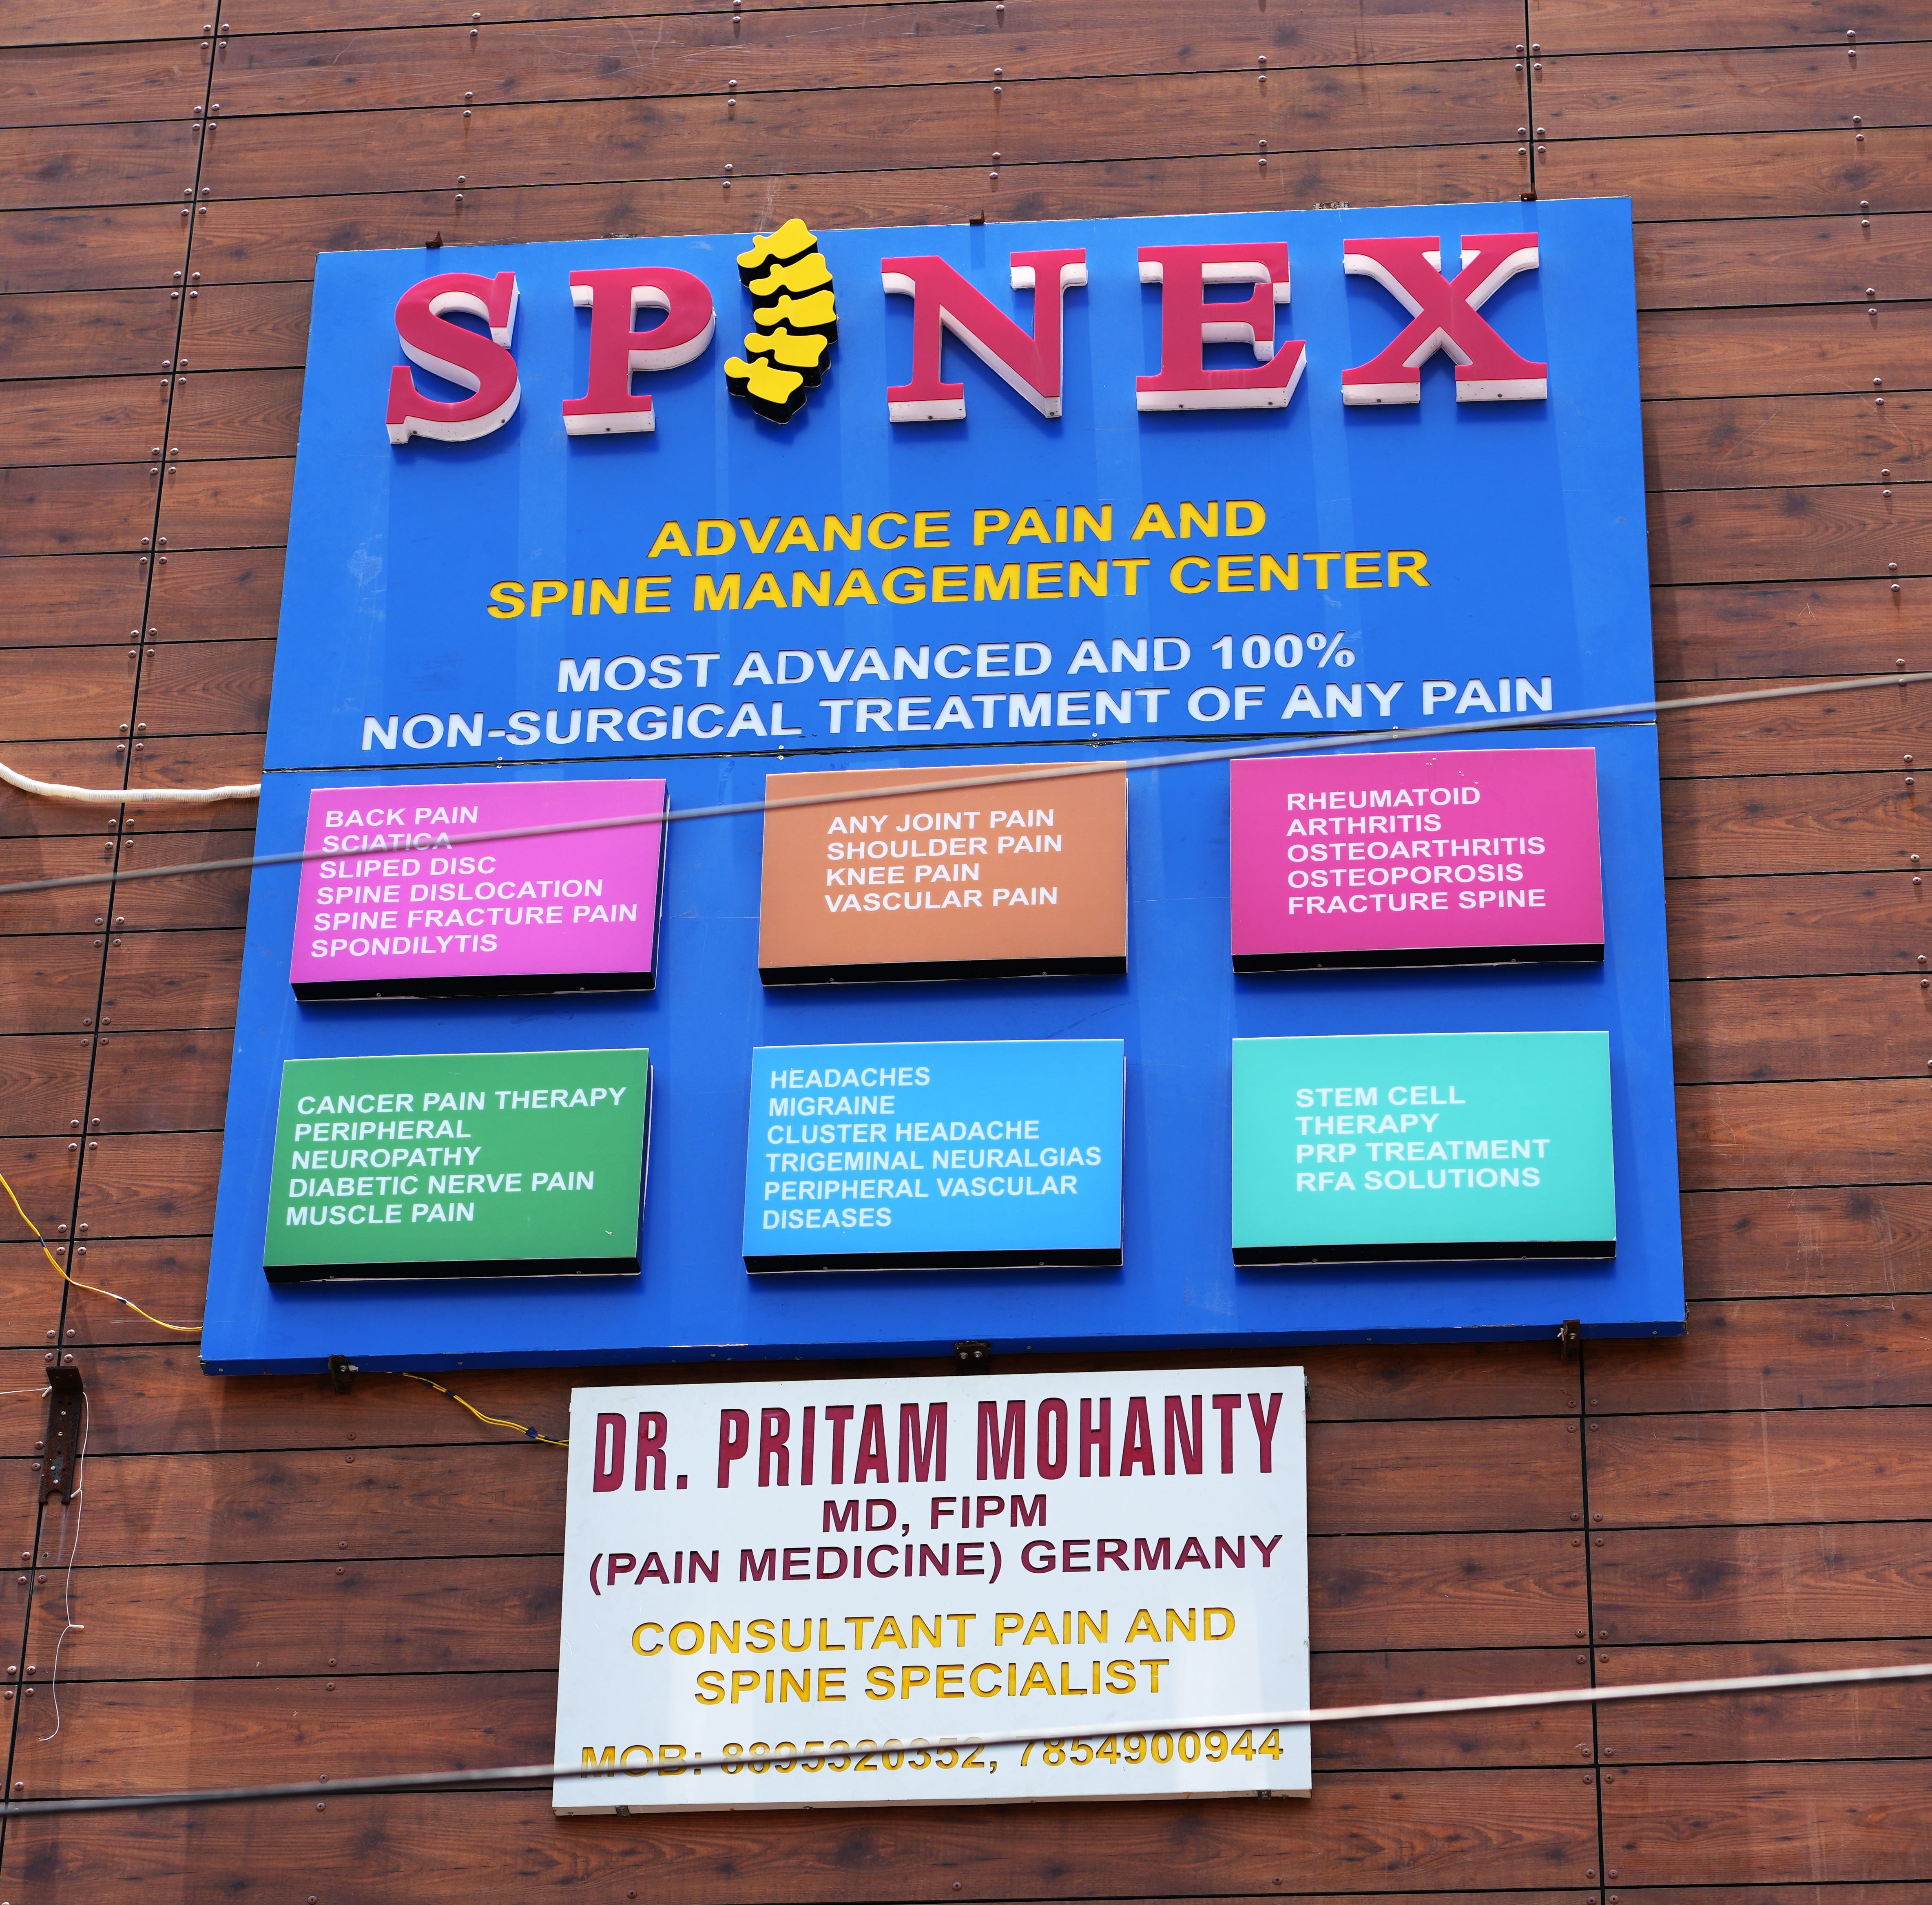 SPINEX
ADVANCE PAIN AND
SPINE MANAGEMENT CENTER
MOST ADVANCED AND 100%
NON-SURGICAL TREATMENT OF ANY PAIN
BACK PAIN
SCIATICA
SLIPED DISC
SPINE DISLOCATION
SPINE FRACTURE PAIN
SPONDILYTIS
ANY JOINT PAIN
SHOULDER PAIN
KNEE PAIN
VASCULAR PAIN
RHEUMATOID
ARTHRITIS
OSTEOARTHRITIS
OSTEOPOROSIS
FRACTURE SPINE
CANCER PAIN THERAPY
PERIPHERAL
NEUROPATHY
DIABETIC NERVE PAIN
MUSCLE PAIN
HEADACHES
MIGRAINE
CLUSTER HEADACHE
TRIGEMINAL NEURALGIAS
PERIPHERAL VASCULAR
DISEASES
STEM CELL
THERAPY
PRP TREATMENT
RFA SOLUTIONS
DR. PRITAM MOHANTY
MD, FIPM
(PAIN MEDICINE) GERMANY
CONSULTANT PAIN AND
SPINE SPECIALIST
MOB: 8895320352, 7854900944